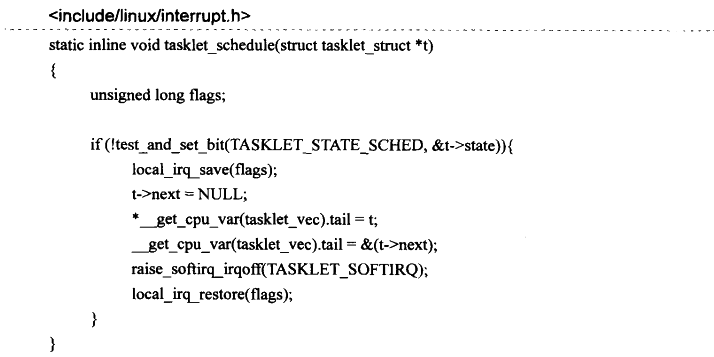 <include/linux/interrupt.h>
static inline void tasklet_schedule(struct tasklet_struct *t)
{
unsigned long flags;
if (!test_and_set_bit(TASKLET_STATE_SCHED, &t->state)){
local_irq_save(flags);
t->next = NULL;
*__get_cpu_var(tasklet_vec).tail = t;
__get_cpu_var(tasklet_vec).tail = &(t->next);
raise_softirq_irqoff(TASKLET_SOFTIRQ);
local_irq_restore(flags);
}
}